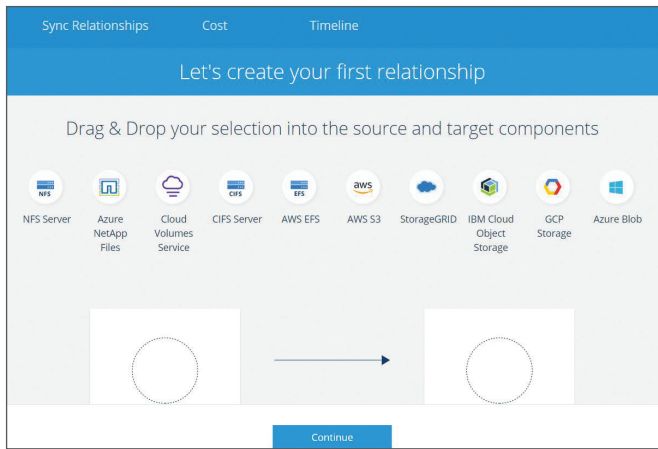 Sync Relationships Cost Timeline
Let's create your first relationship
Drag & Drop your selection into the source and target components
NFS
CIFS
EFS
aws
NFS Server
Azure
NetApp
Files
Cloud
Volumes
Service
CIFS Server
AWS EFS
AWS S3
StorageGRID
IBM Cloud
Object
Storage
GCP
Storage
Azure Blob
Continue